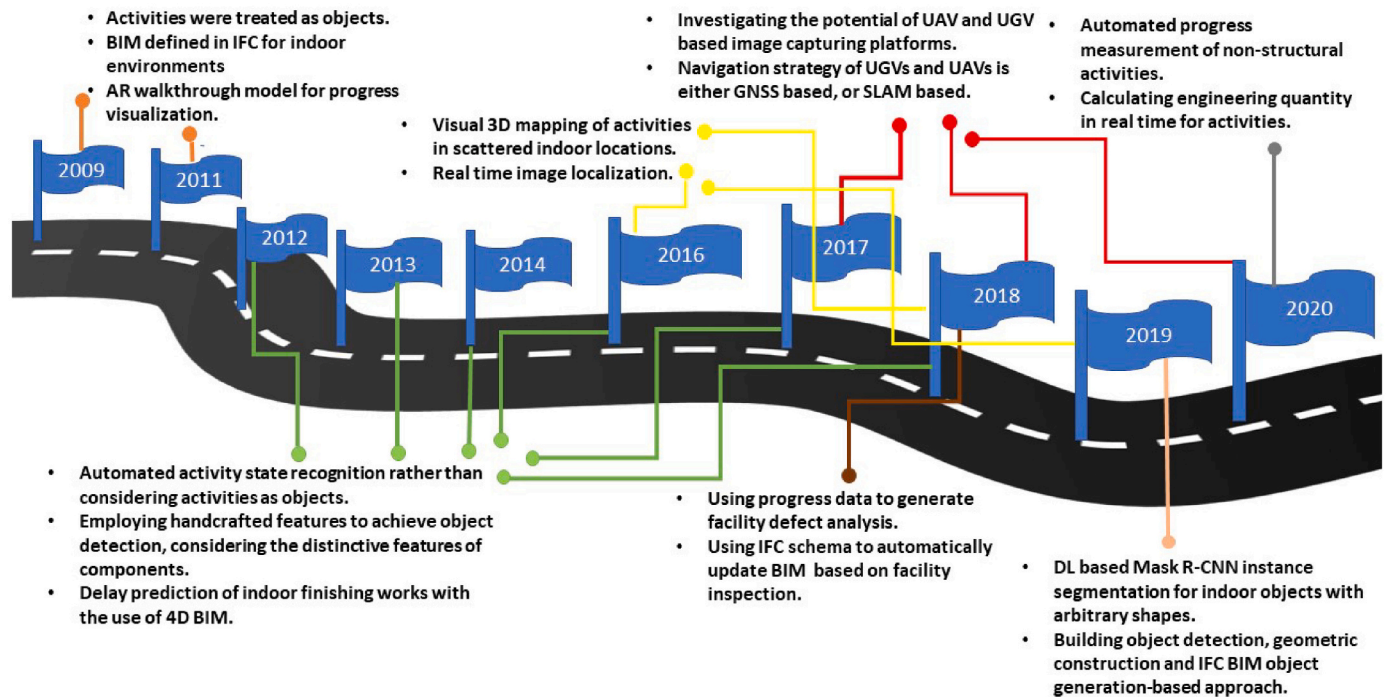 • Activities were treated as objects.
• BIM defined in IFC for indoor
environments
• AR walkthrough model for progress
visualization.
• Investigating the potential of UAV and UGV
based image capturing platforms.
• Navigation strategy of UGVs and UAVs is
either GNSS based, or SLAM based.
• Automated progress
measurement of non-structural
activities.
• Calculating engineering quantity
in real time for activities.
• Visual 3D mapping of activities
in scattered indoor locations.
• Real time image localization.
2009
2011
2012
2013
2014
2016
2017
2018
2019
2020
• Automated activity state recognition rather than
considering activities as objects.
• Employing handcrafted features to achieve object
detection, considering the distinctive features of
components.
• Delay prediction of indoor finishing works with
the use of 4D BIM.
• Using progress data to generate
facility defect analysis.
• Using IFC schema to automatically
update BIM based on facility
inspection.
• DL based Mask R-CNN instance
segmentation for indoor objects with
arbitrary shapes.
• Building object detection, geometric
construction and IFC BIM object
generation-based approach.